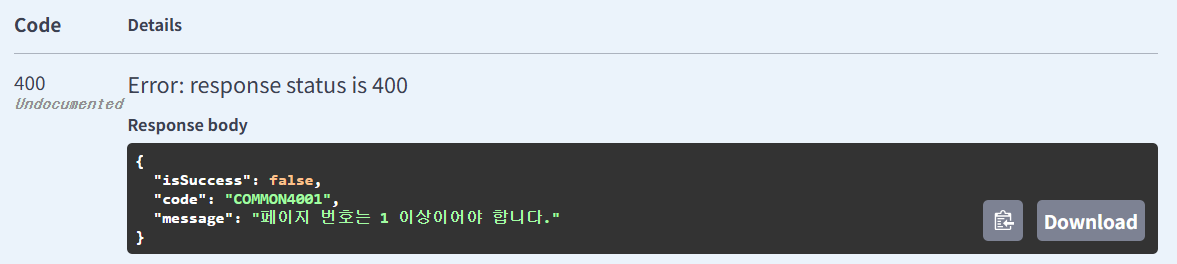 Code Details
400 Error: response status is 400
Undocumented
Response body
{
"isSuccess": false,
"code": "COMMON4001",
"message": "페이지 번호는 1 이상이어야 합니다."
}
Download